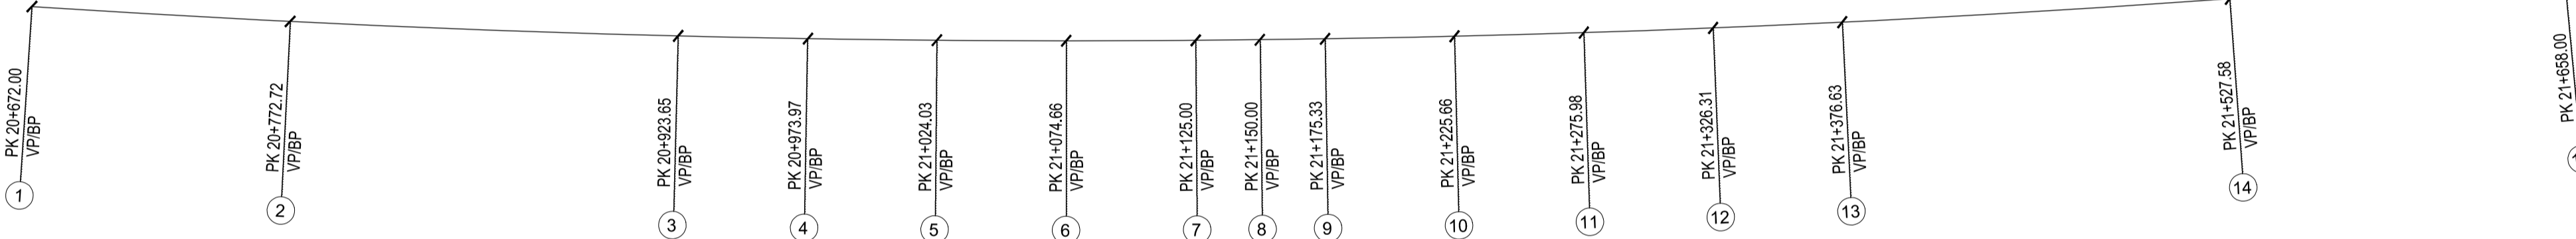 PK 20+672.00
VP/BP
1
PK 20+772.72
VP/BP
2
PK 20+923.65
VP/BP
3
PK 20+973.97
VP/BP
4
PK 21+024.03
VP/BP
5
PK 21+074.66
VP/BP
6
PK 21+125.00
VP/BP
7
PK 21+150.00
VP/BP
8
PK 21+175.33
VP/BP
9
PK 21+225.66
VP/BP
10
PK 21+275.98
VP/BP
11
PK 21+326.31
VP/BP
12
PK 21+376.63
VP/BP
13
PK 21+527.58
VP/BP
14
PK 21+658.00